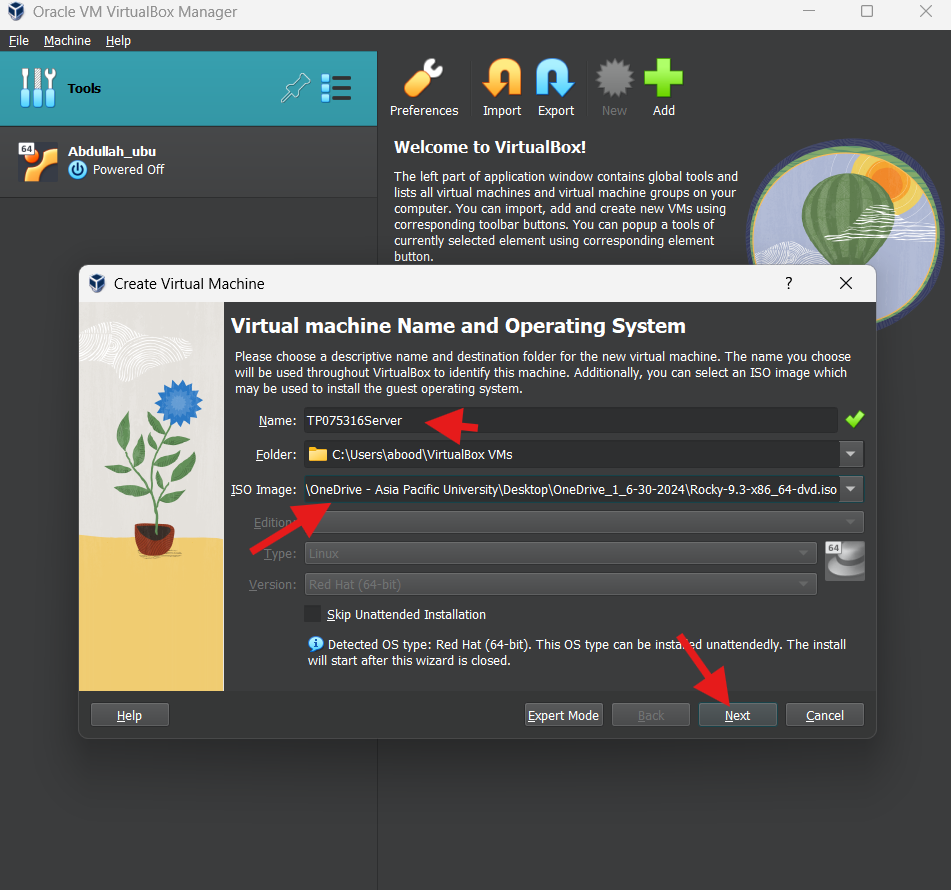 Oracle VM VirtualBox Manager
File Machine Help
Tools
Preferences Import Export New Add
64
Abdullah_ubu
Powered Off
Welcome to VirtualBox!
The left part of application window contains global tools and
lists all virtual machines and virtual machine groups on your
computer. You can import, add and create new VMs using
corresponding toolbar buttons. You can popup a tools of
currently selected element using corresponding element
button.
Create Virtual Machine
?
Virtual machine Name and Operating System
Please choose a descriptive name and destination folder for the new virtual machine. The name you choose
will be used throughout VirtualBox to identify this machine. Additionally, you can select an ISO image which
may be used to install the guest operating system.
Name: TP075316Server
Folder: C:\Users\abood\VirtualBox VMs
ISO Image: \OneDrive - Asia Pacific University\Desktop\OneDrive_1_6-30-2024\Rocky-9.3-x86_64-dvd.iso
Edition:
Type: Linux
64
Version: Red Hat (64-bit)
Skip Unattended Installation
Detected OS type: Red Hat (64-bit). This OS type can be installed unattendedly. The install
will start after this wizard is closed.
Help Expert Mode Back Next Cancel